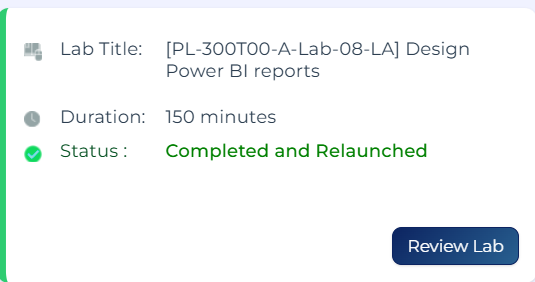 Lab Title: [PL-300T00-A-Lab-08-LA] Design
Power BI reports
Duration: 150 minutes
Status : Completed and Relaunched
Review Lab